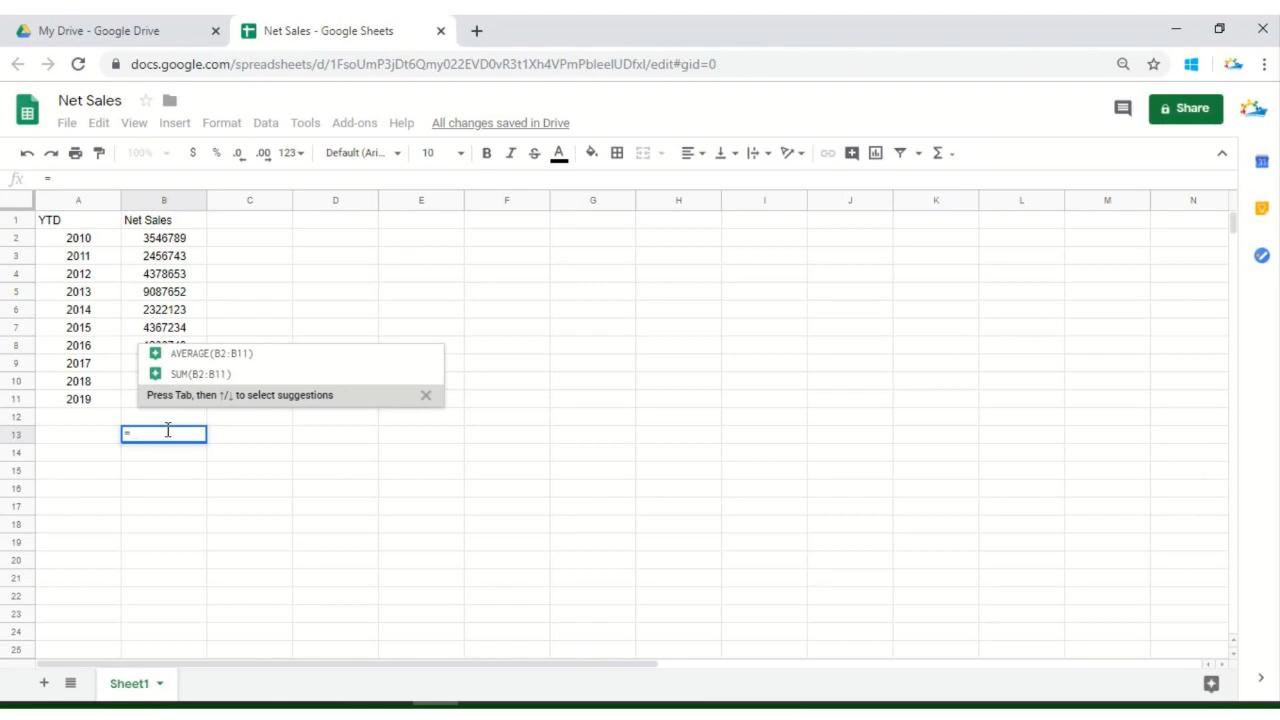 My Drive - Google Drive
Net Sales - Google Sheets
docs.google.com/spreadsheets/d/1FsoUmP3jDt6Qmy022EVD0vR3t1Xh4VPmPbleelUDfxI/edit#gid=0
Net Sales
File Edit View Insert Format Data Tools Add-ons Help All changes saved in Drive
Share
100% $ % .0 .00 123 Default (Ari... 10 B I S A Σ
fx =
A B C D E F G H I J K L M N
1 YTD Net Sales
2 2010 3546789
3 2011 2456743
4 2012 4378653
5 2013 9087652
6 2014 2322123
7 2015 4367234
8 2016
AVERAGE(B2:B11)
9 2017
SUM(B2:B11)
10 2018
Press Tab, then ↑/↓ to select suggestions
11 2019
12
13 =
14
15
16
17
18
19
20
21
22
23
24
25
+ Sheet1